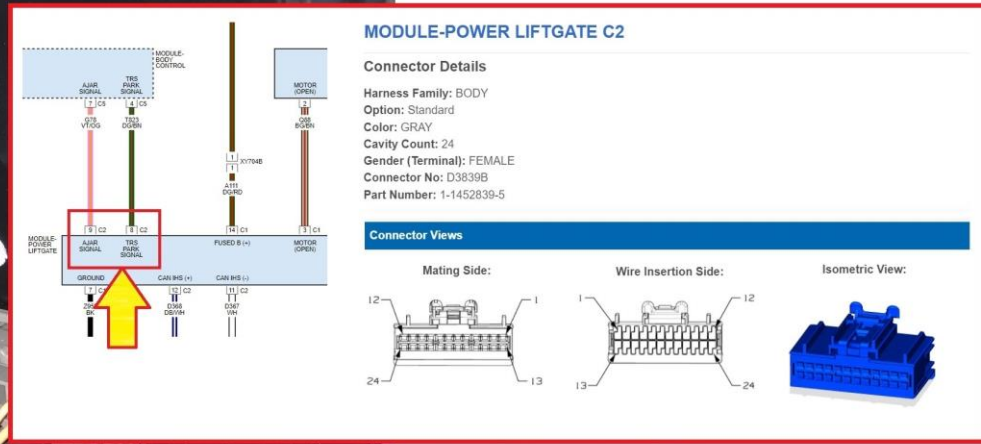 MODULE-POWER LIFTGATE C2
Connector Details
Harness Family: BODY
Option: Standard
Color: GRAY
Cavity Count: 24
Gender (Terminal): FEMALE
Connector No: D3839B
Part Number: 1-1452839-5
Connector Views
Mating Side:
Wire Insertion Side:
Isometric View:
12
1
24
13
1
12
13
24
MODULE-
BODY
CONTROL
AJAR
SIGNAL
TRS
PARK
SIGNAL
MOTOR
(OPEN)
7 C5
4 C5
2
G78
VT/OG
T523
DG/BN
Q88
BG/BN
1
XY704B
1
A111
DG/RD
9 C2
8 C2
14 C1
3 C1
MODULE-
POWER
LIFTGATE
AJAR
SIGNAL
TRS
PARK
SIGNAL
FUSED B (+)
MOTOR
(OPEN)
GROUND
CAN IHS (+)
CAN IHS (-)
7
12 C2
11 C2
BK
D368
DB/WH
D367
WH